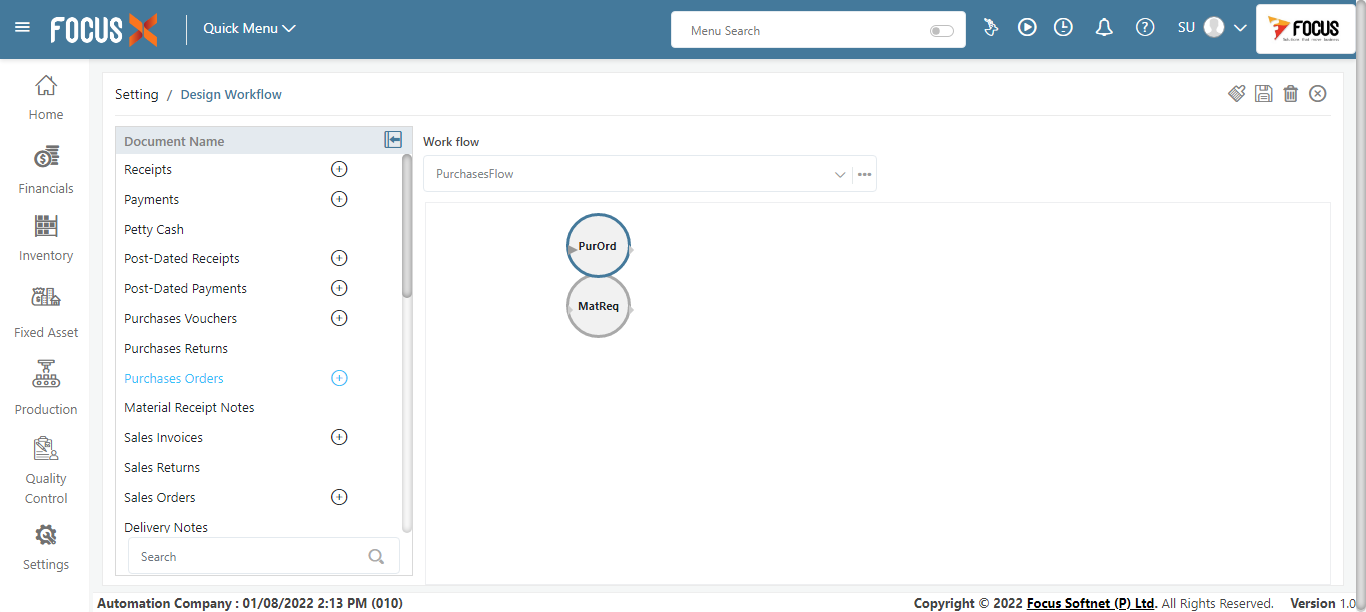 FOCUS X
Quick Menu
Menu Search
SU
FOCUS
Home
Financials
Inventory
Fixed Asset
Production
Quality
Control
Settings
Setting / Design Workflow
Document Name
Receipts
Payments
Petty Cash
Post-Dated Receipts
Post-Dated Payments
Purchases Vouchers
Purchases Returns
Purchases Orders
Material Receipt Notes
Sales Invoices
Sales Returns
Sales Orders
Delivery Notes
Search
Work flow
PurchasesFlow
PurOrd
MatReq
Automation Company : 01/08/2022 2:13 PM (010)
Copyright © 2022 Focus Softnet (P) Ltd. All Rights Reserved. Version 1.0